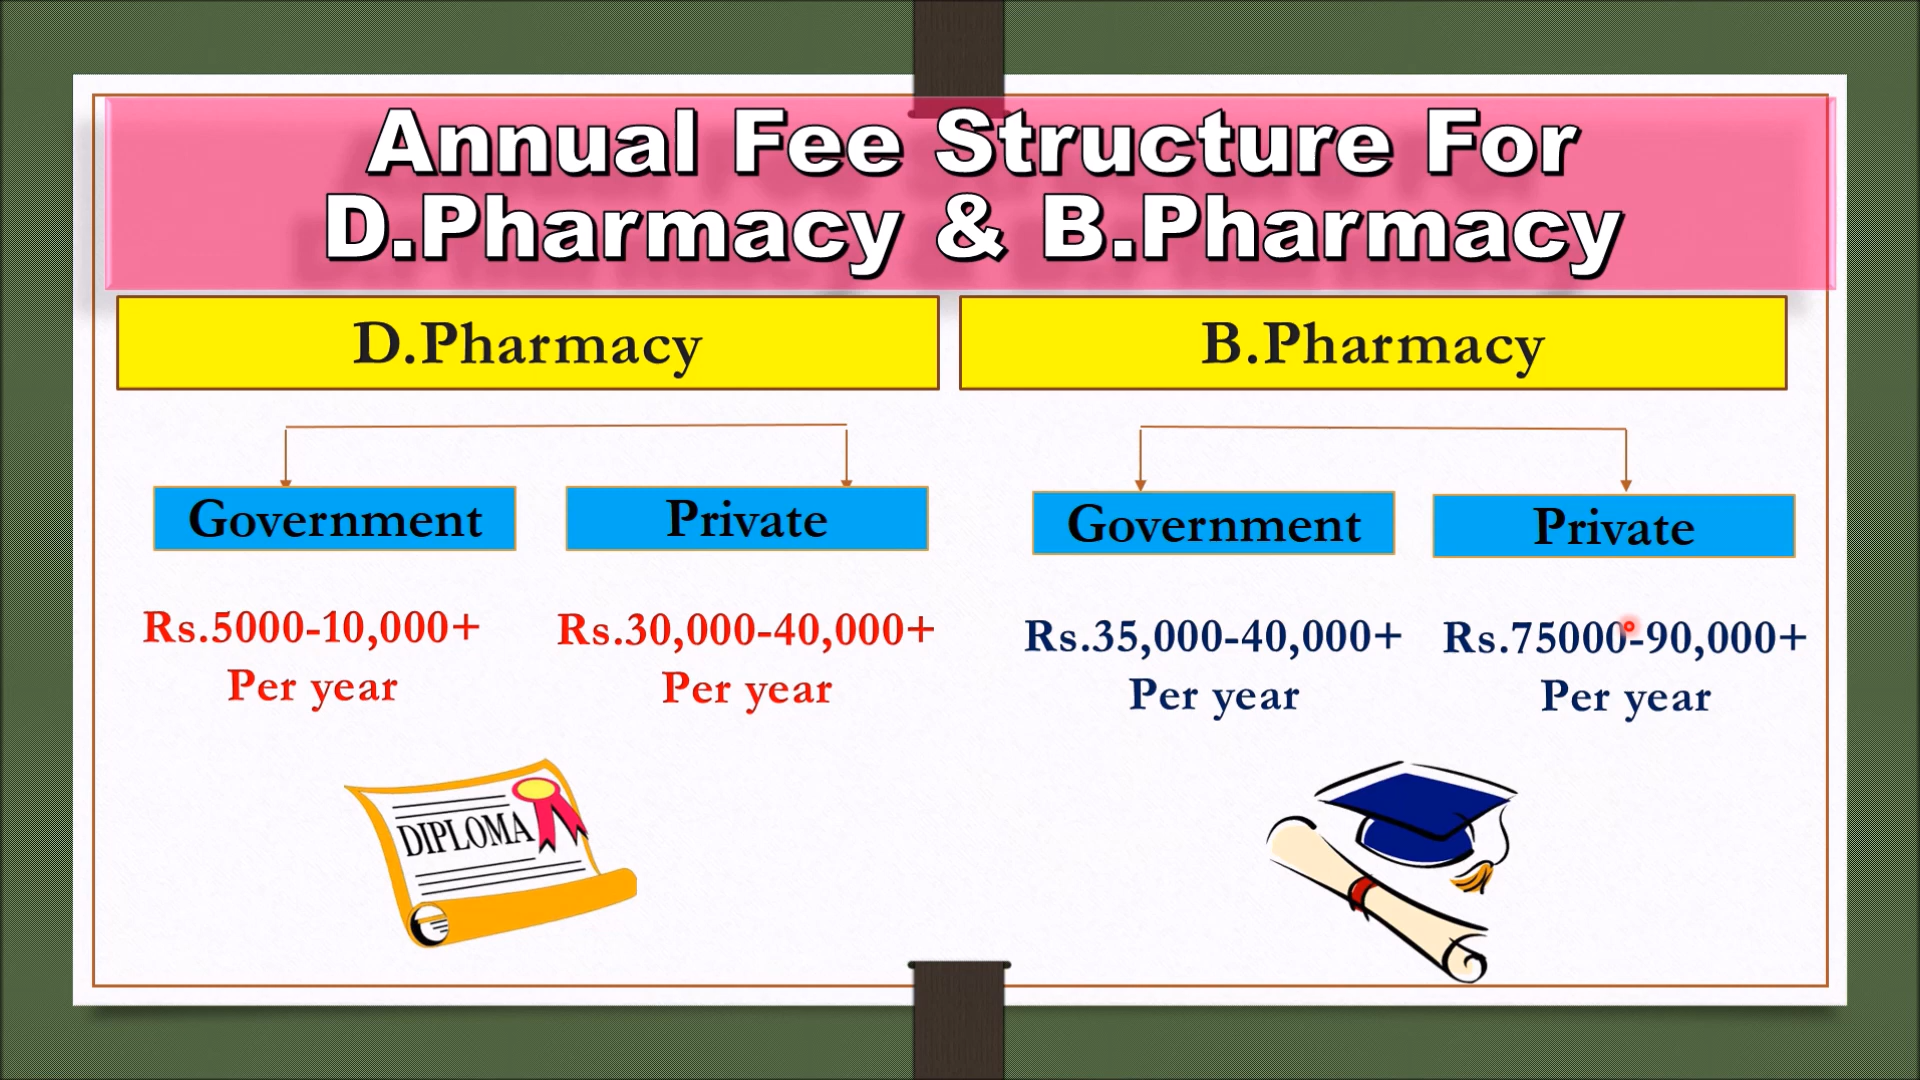 Annual Fee Structure For
D.Pharmacy & B.Pharmacy
D.Pharmacy
B.Pharmacy
Government
Private
Government
Private
Rs.5000-10,000+
Per year
Rs.30,000-40,000+
Per year
Rs.35,000-40,000+
Per year
Rs.75000-90,000+
Per year
DIPLOMA